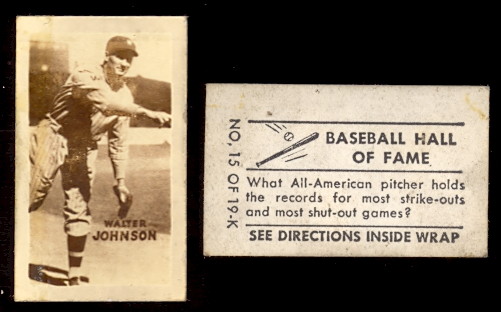 WALTER
JOHNSON
NO, 15 OF 19-K
BASEBALL HALL
OF FAME
What All-American pitcher holds
the records for most strike-outs
and most shut-out games?
SEE DIRECTIONS INSIDE WRAP